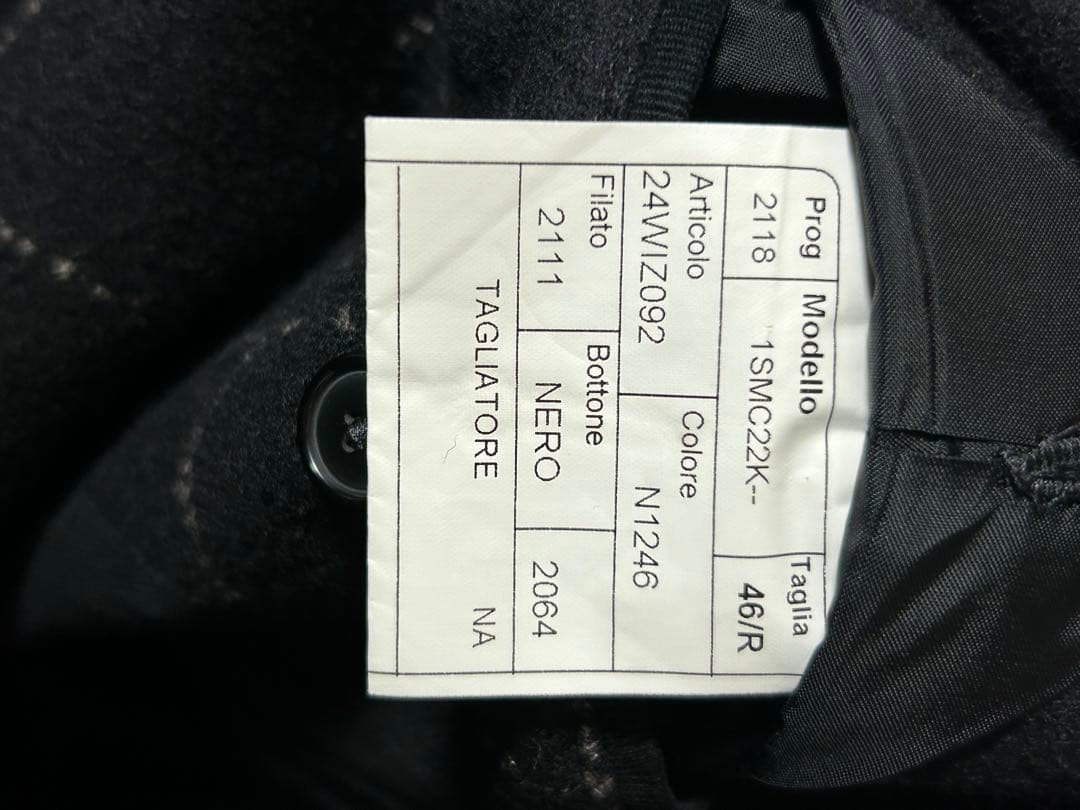 Prog Modello Taglia
2118 1SMC22K-- 46/R
Articolo Colore
24WIZ092 N1246
Filato Bottone
2111 NERO 2064
TAGLIATORE NA